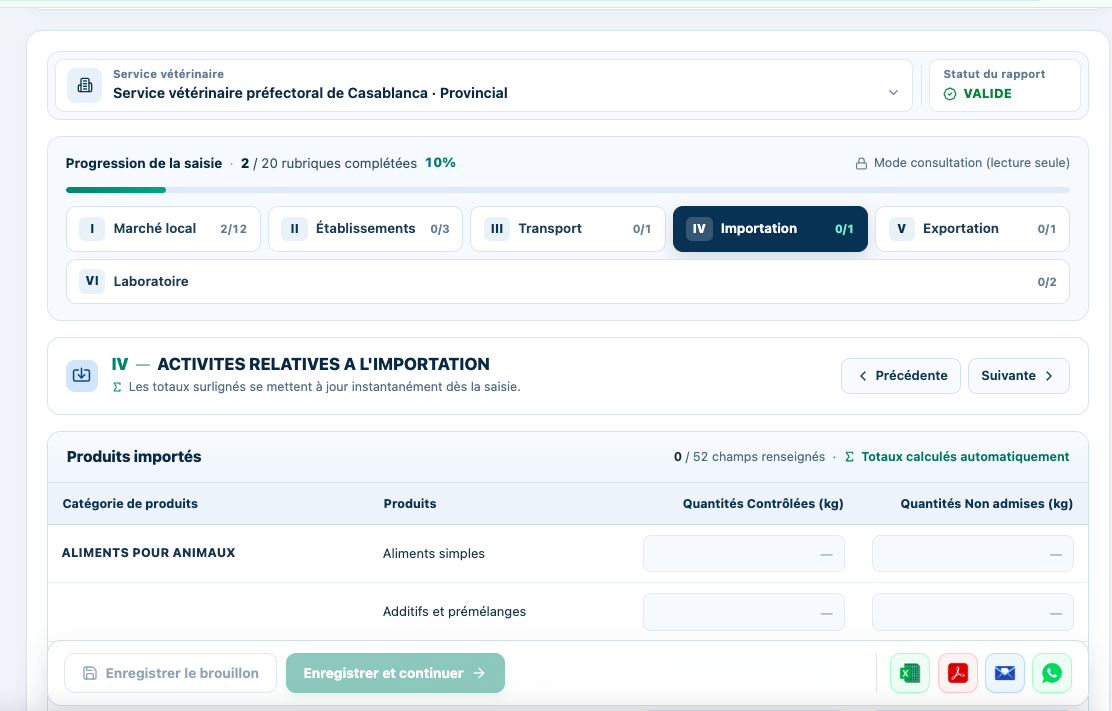 Service vétérinaire
Service vétérinaire préfectoral de Casablanca · Provincial
Statut du rapport
VALIDE
Progression de la saisie · 2 / 20 rubriques complétées 10%
Mode consultation (lecture seule)
I Marché local 2/12
II Établissements 0/3
III Transport 0/1
IV Importation 0/1
V Exportation 0/1
VI Laboratoire 0/2
IV — ACTIVITES RELATIVES A L'IMPORTATION
Σ Les totaux surlignés se mettent à jour instantanément dès la saisie.
Précédente
Suivante
Produits importés
0 / 52 champs renseignés · Σ Totaux calculés automatiquement
Catégorie de produits Produits Quantités Contrôlées (kg) Quantités Non admises (kg)
ALIMENTS POUR ANIMAUX Aliments simples — —
Additifs et prémélanges — —
Enregistrer le brouillon
Enregistrer et continuer →